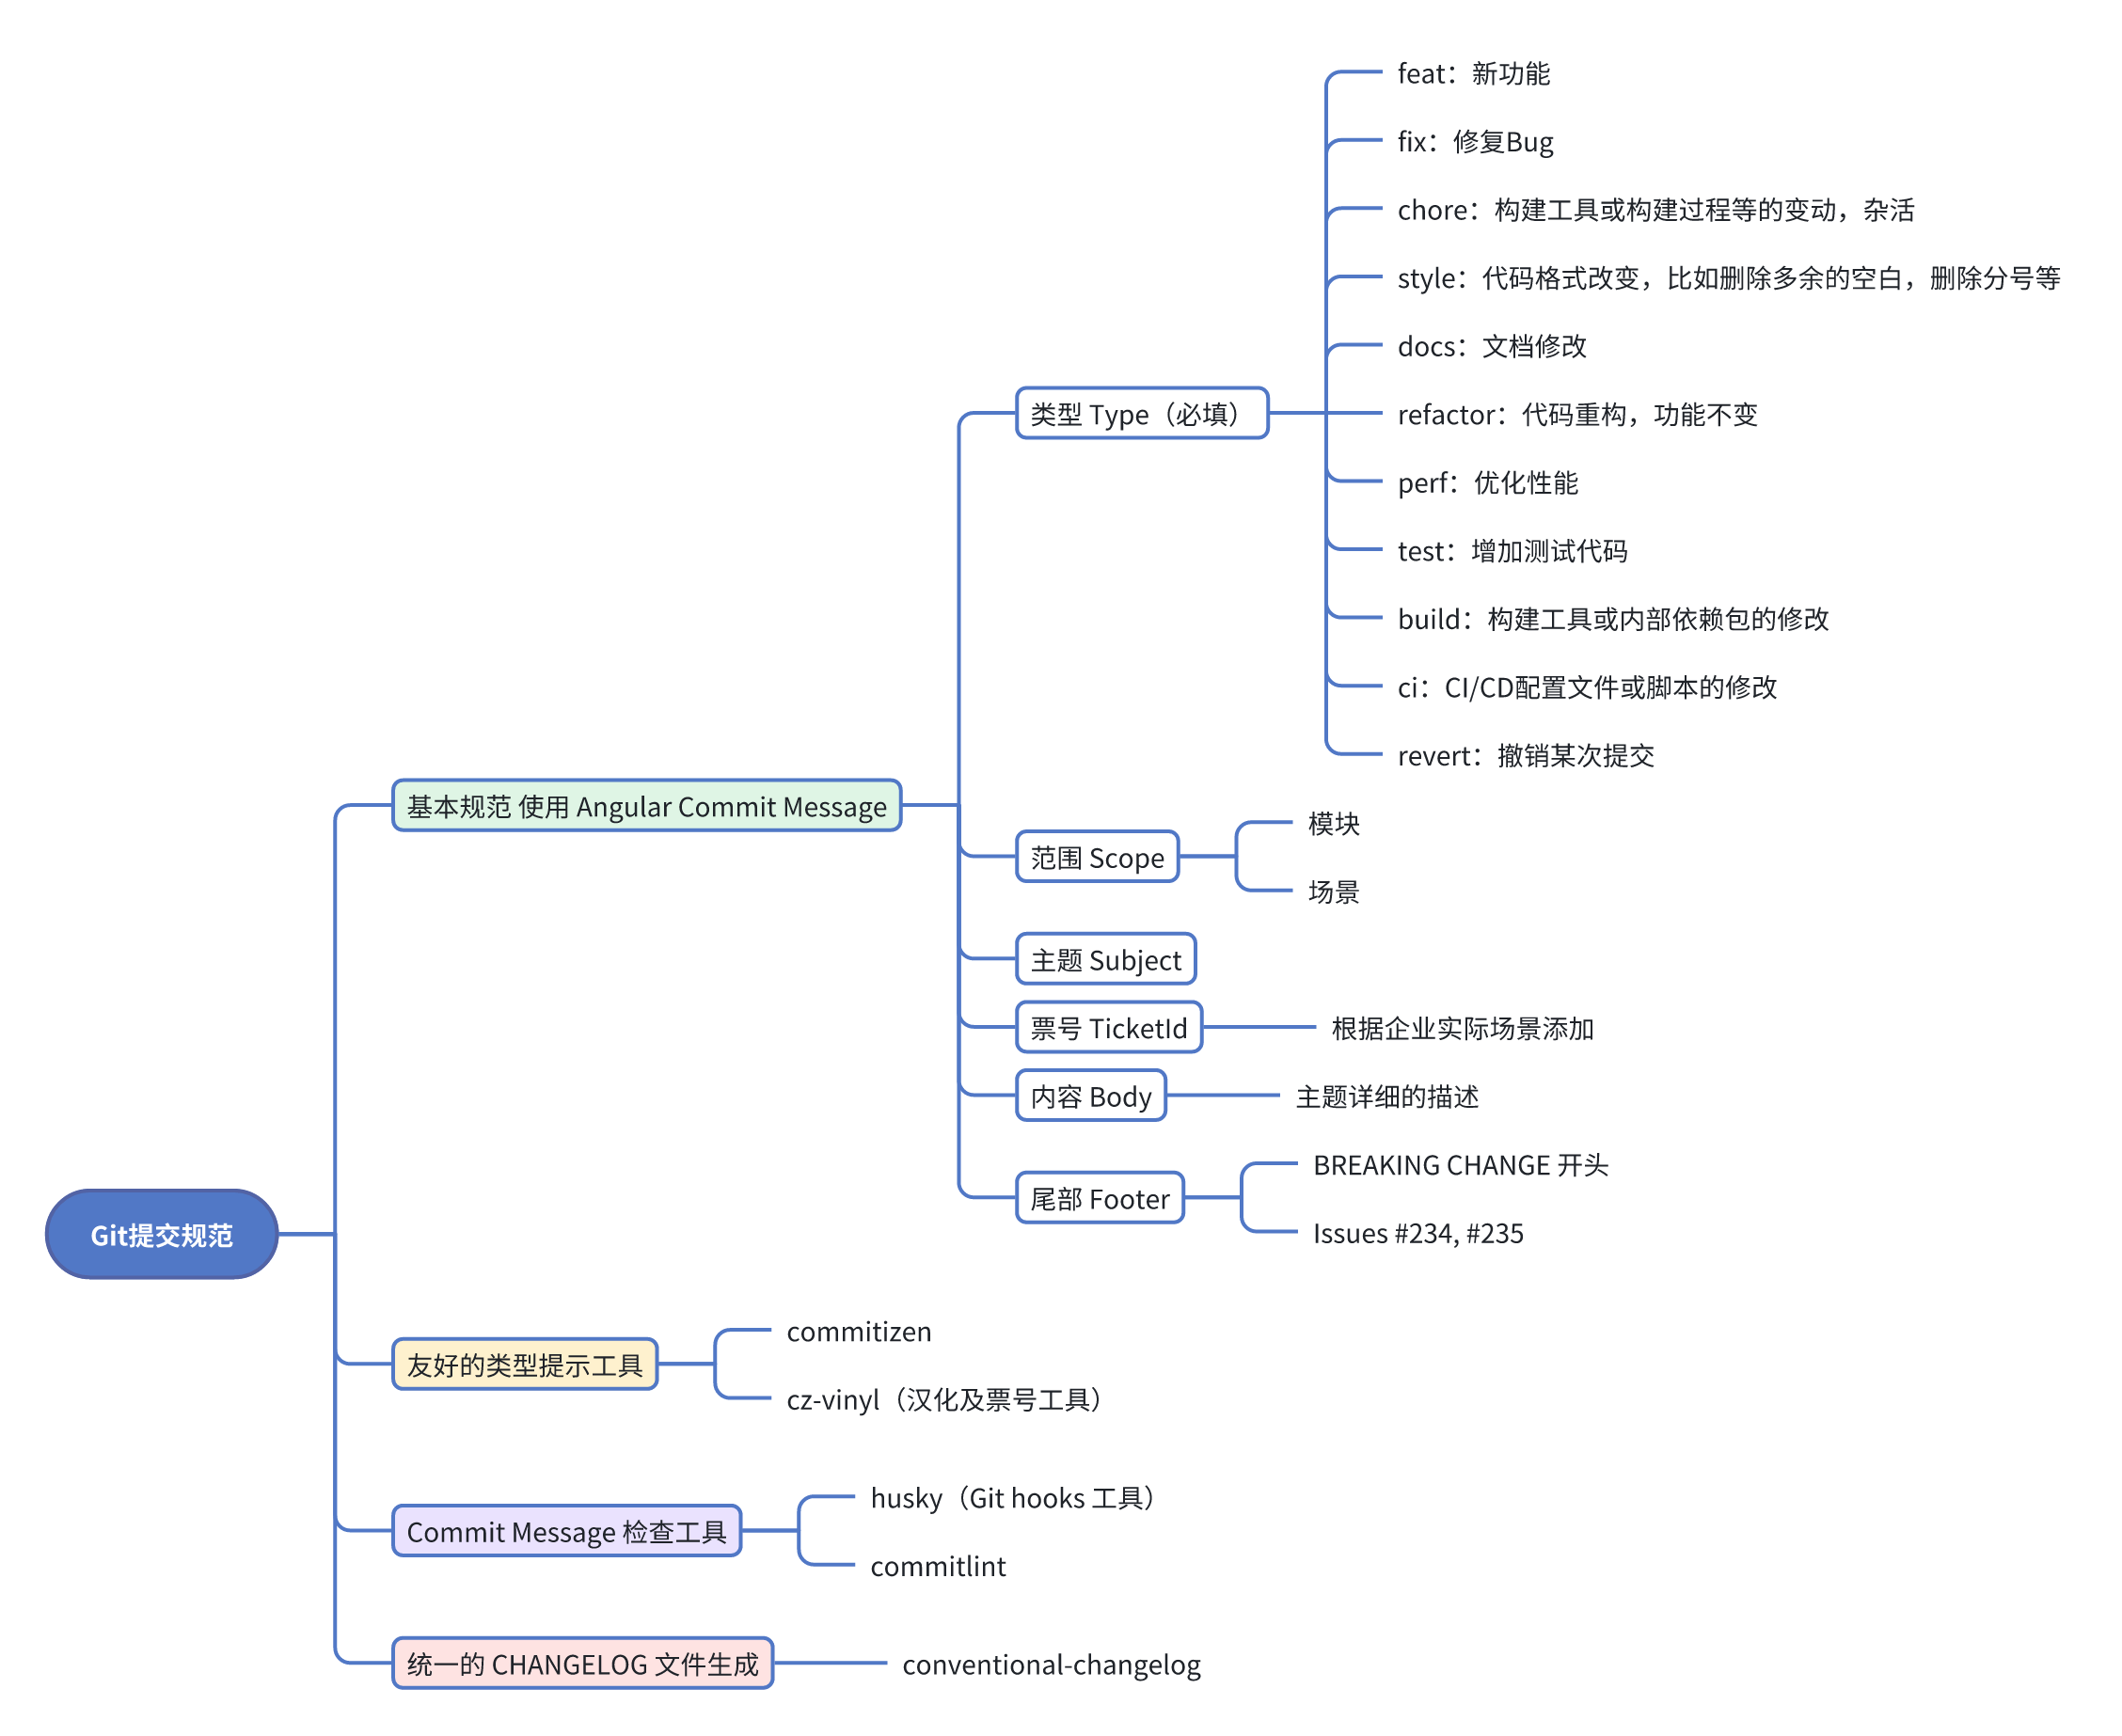 feat：新功能
fix：修复Bug
chore：构建工具或构建过程等的变动，杂活
style：代码格式改变，比如删除多余的空白，删除分号等
docs：文档修改
类型 Type（必填）
refactor：代码重构，功能不变
perf：优化性能
test：增加测试代码
build：构建工具或内部依赖包的修改
ci：CI/CD配置文件或脚本的修改
revert：撤销某次提交
基本规范 使用 Angular Commit Message
模块
范围 Scope
场景
主题 Subject
票号 TicketId
根据企业实际场景添加
内容 Body
主题详细的描述
BREAKING CHANGE 开头
尾部 Footer
Issues #234, #235
Git提交规范
commitizen
友好的类型提示工具
cz-vinyl（汉化及票号工具）
husky（Git hooks 工具）
Commit Message 检查工具
commitlint
统一的 CHANGELOG 文件生成
conventional-changelog